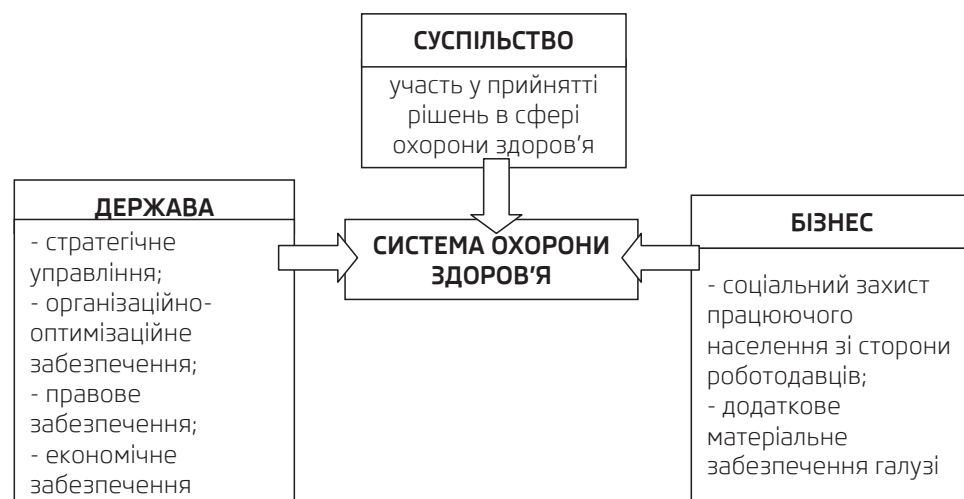 СУСПІЛЬСТВО
участь у прийнятті
рішень в сфері
охорони здоров'я
ДЕРЖАВА
- стратегічне
управління;
- організаційно-
оптимізаційне
забезпечення;
- правове
забезпечення;
- економічне
забезпечення
СИСТЕМА ОХОРОНИ
ЗДОРОВ'Я
БІЗНЕС
- соціальний захист
працюючого
населення зі сторони
роботодавців;
- додаткове
матеріальне
забезпечення галузі